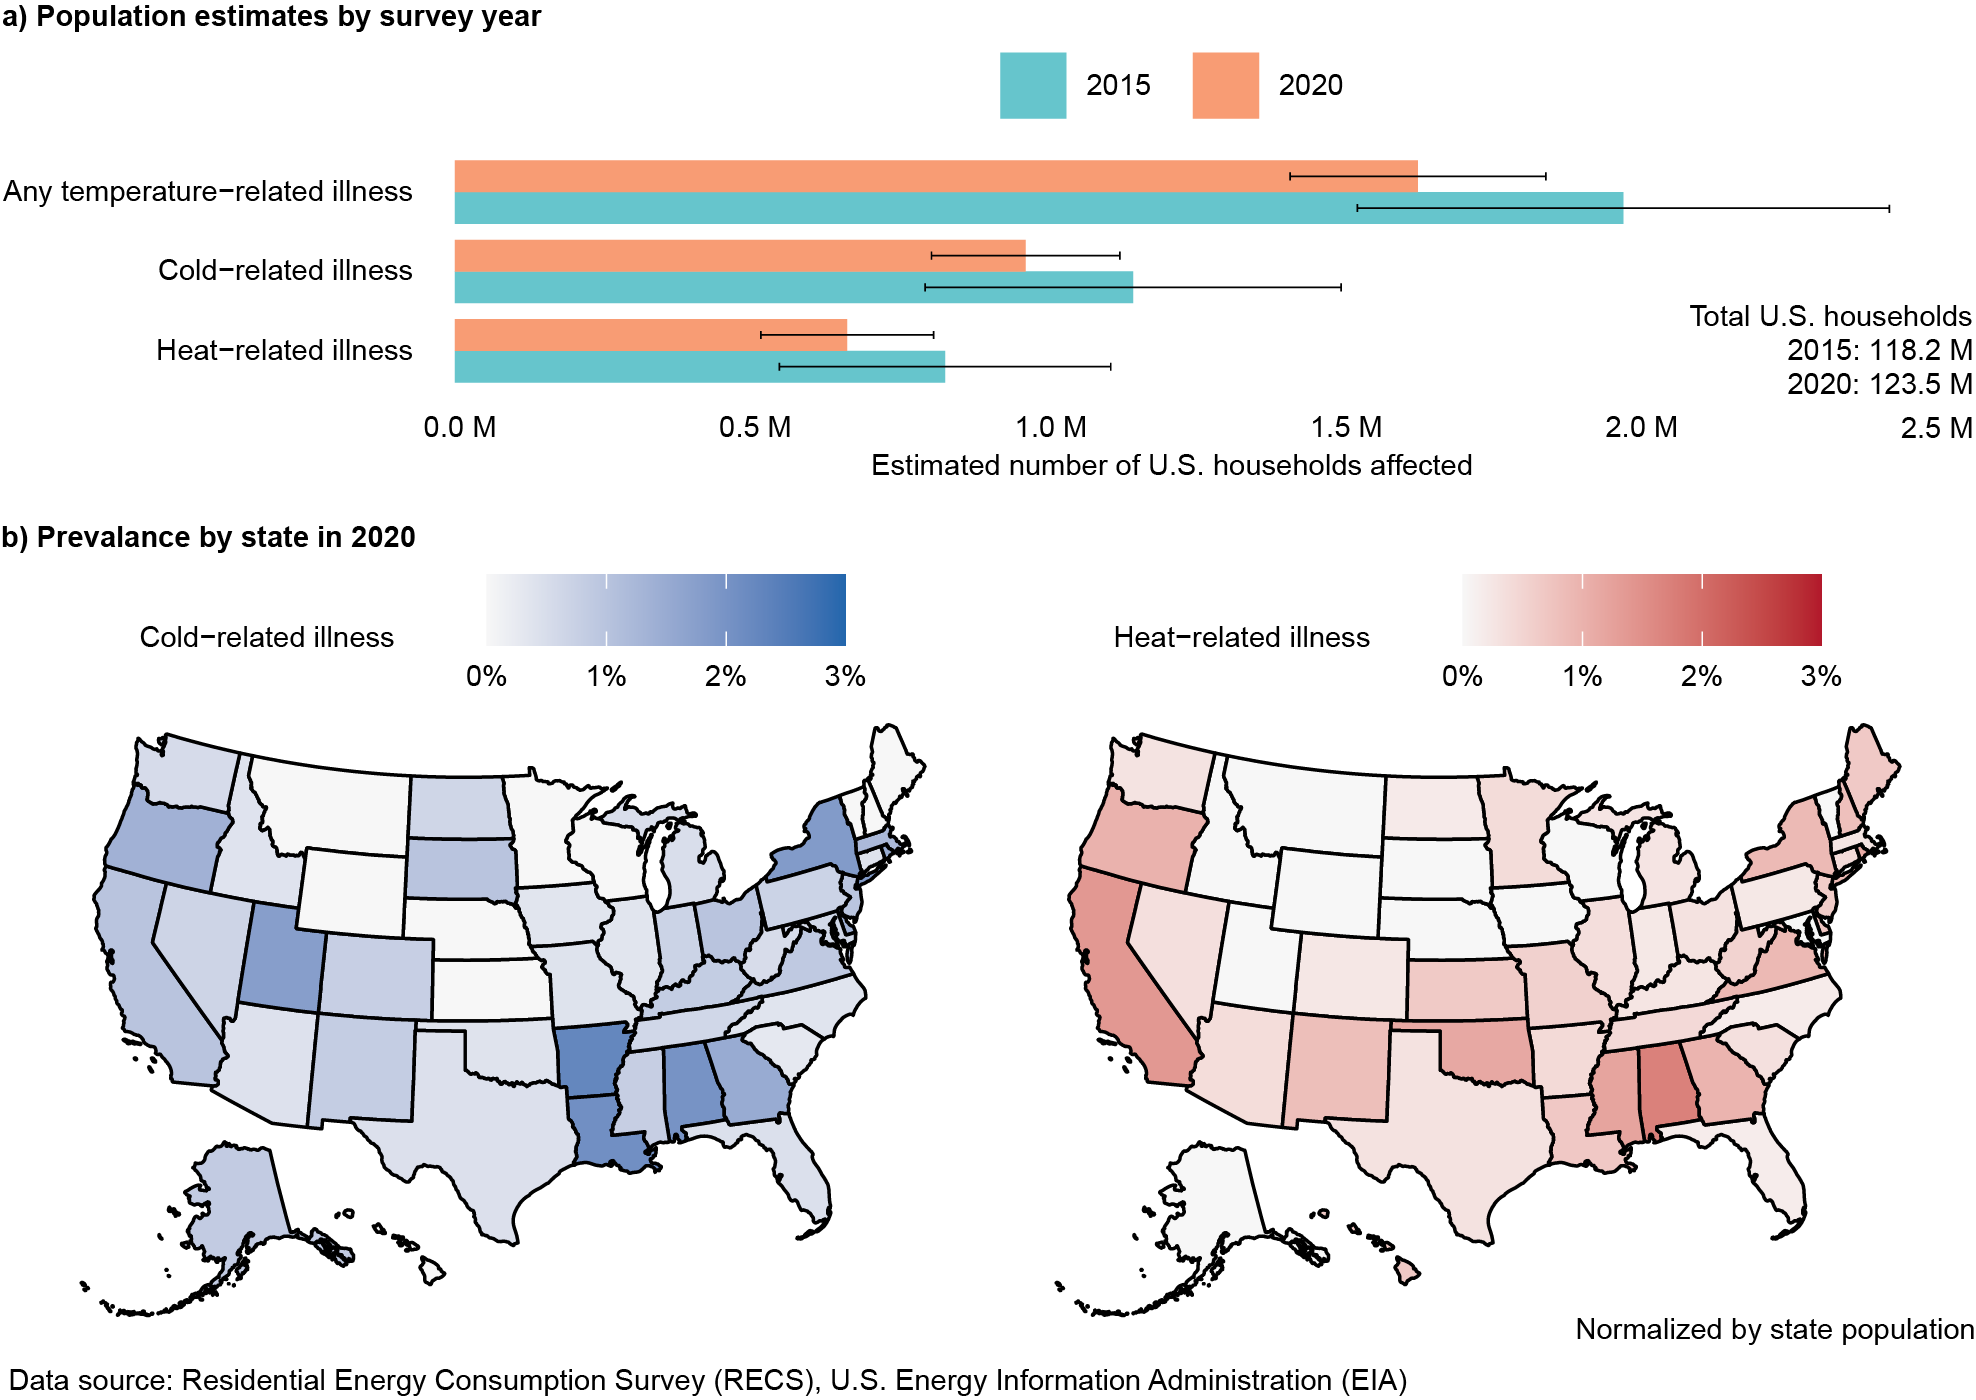 a) Population estimates by survey year
2015
2020
Any temperature−related illness
Cold−related illness
Heat−related illness
Total U.S. households
2015: 118.2 M
2020: 123.5 M
0.0 M
0.5 M
1.0 M
1.5 M
2.0 M
2.5 M
Estimated number of U.S. households affected
b) Prevalance by state in 2020
Cold−related illness
0%
1%
2%
3%
Heat−related illness
0%
1%
2%
3%
Normalized by state population
Data source: Residential Energy Consumption Survey (RECS), U.S. Energy Information Administration (EIA)